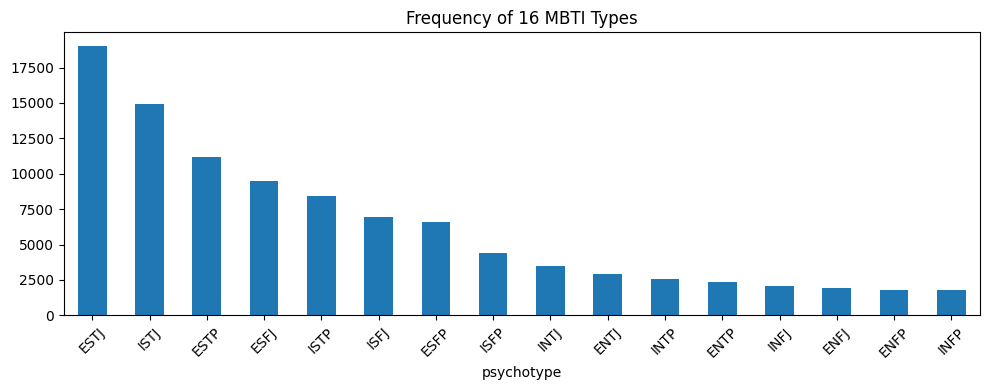 Frequency of 16 MBTI Types
17500
15000
12500
10000
7500
5000
2500
0
ESTJ ISTJ ESTP ESFJ ISTP ISFJ ESFP ISFP INTJ ENTJ INTP ENTP INFJ ENFJ ENFP INFP
psychotype